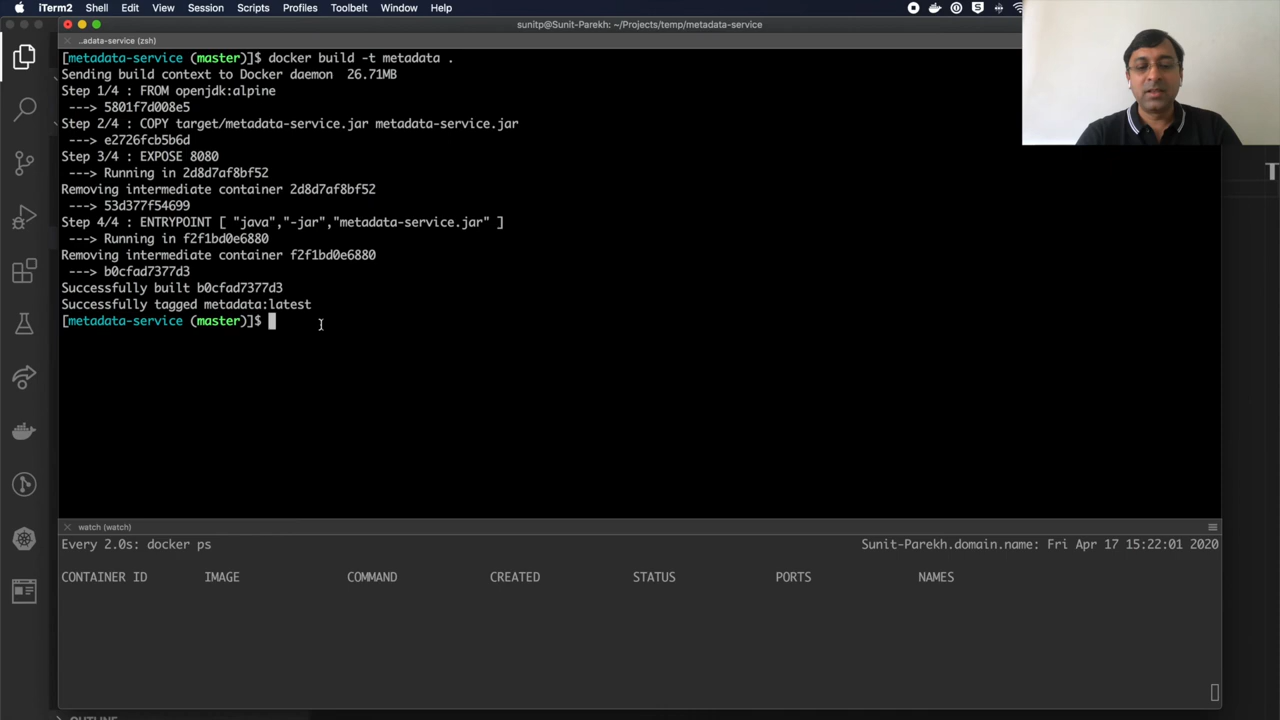 iTerm2 Shell Edit View Session Scripts Profiles Toolbelt Window Help
sunitp@Sunit-Parekh: ~/Projects/temp/metadata-service
..adata-service (zsh)
[metadata-service (master)]$ docker build -t metadata .
Sending build context to Docker daemon  26.71MB
Step 1/4 : FROM openjdk:alpine
 ---> 5801f7d008e5
Step 2/4 : COPY target/metadata-service.jar metadata-service.jar
 ---> e2726fcb5b6d
Step 3/4 : EXPOSE 8080
 ---> Running in 2d8d7af8bf52
Removing intermediate container 2d8d7af8bf52
 ---> 53d377f54699
Step 4/4 : ENTRYPOINT [ "java","-jar","metadata-service.jar" ]
 ---> Running in f2f1bd0e6880
Removing intermediate container f2f1bd0e6880
 ---> b0cfad7377d3
Successfully built b0cfad7377d3
Successfully tagged metadata:latest
[metadata-service (master)]$
T
watch (watch)
Every 2.0s: docker ps Sunit-Parekh.domain.name: Fri Apr 17 15:22:01 2020
CONTAINER ID IMAGE COMMAND CREATED STATUS PORTS NAMES
OUTLINE